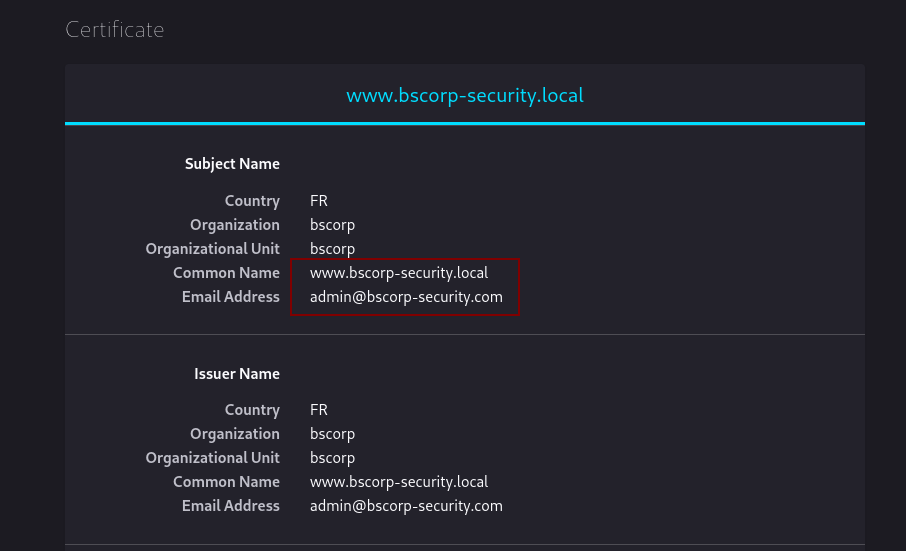 Certificate
www.bscorp-security.local
Subject Name
Country FR
Organization bscorp
Organizational Unit bscorp
Common Name www.bscorp-security.local
Email Address admin@bscorp-security.com
Issuer Name
Country FR
Organization bscorp
Organizational Unit bscorp
Common Name www.bscorp-security.local
Email Address admin@bscorp-security.com